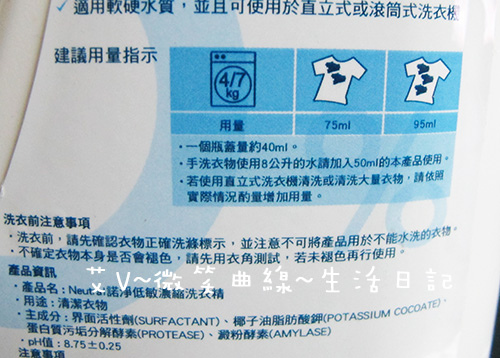 ✓適用軟硬水質，並且可使用於直立式或滾筒式洗衣機
建議用量指示
4/7
kg
用量 75ml 95ml
・一個瓶蓋量約40ml。
・手洗衣物使用8公升的水請加入50ml的本產品使用。
・若使用直立式洗衣機清洗或清洗大量衣物，請依照
實際情況酌量增加用量。
洗衣前注意事項
・洗衣前，請先確認衣物正確洗滌標示，並注意不可將產品用於不能水洗的衣物。
・不確定衣物本身是否會褪色，請先用衣角測試，若未褪色再行使用。
產品資訊
艾V~微笑曲線~生活日記
・產品名：Neut 諾淨低敏濃縮洗衣精
・用途：清潔衣物
・主成分：界面活性劑(SURFACTANT)、椰子油脂肪酸鉀(POTASSIUM COCOATE)、
蛋白質污垢分解酵素(PROTEASE)、澱粉酵素(AMYLASE)
・pH值：8.75±0.25
注意事項